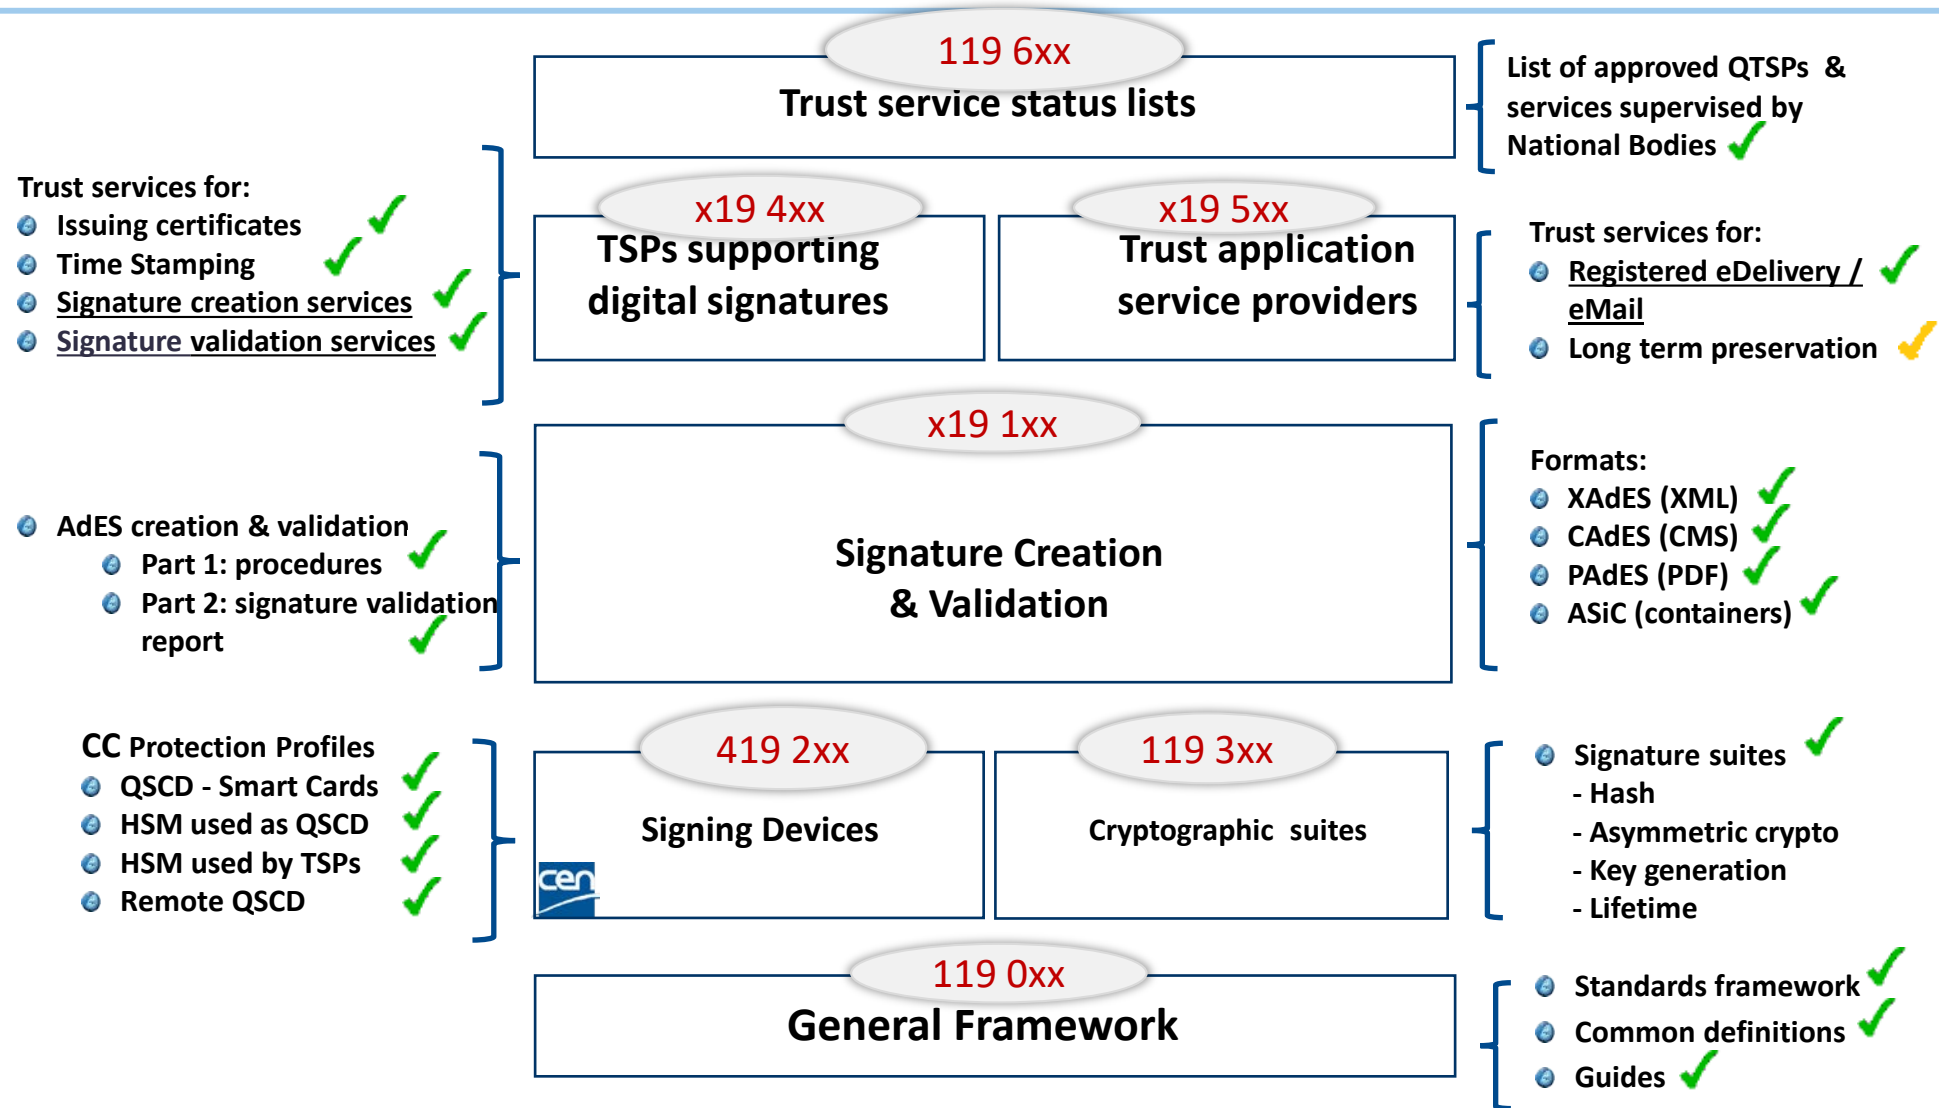 119 6xx
Trust service status lists
List of approved QTSPs &
services supervised by
National Bodies
Trust services for:
Issuing certificates
Time Stamping
Signature creation services
Signature validation services
x19 4xx
TSPs supporting
digital signatures
x19 5xx
Trust application
service providers
Trust services for:
Registered eDelivery /
eMail
Long term preservation
x19 1xx
Signature Creation
& Validation
AdES creation & validation
Part 1: procedures
Part 2: signature validation
report
Formats:
XAdES (XML)
CAdES (CMS)
PAdES (PDF)
ASiC (containers)
CC Protection Profiles
QSCD - Smart Cards
HSM used as QSCD
HSM used by TSPs
Remote QSCD
419 2xx
Signing Devices
cen
119 3xx
Cryptographic suites
Signature suites
- Hash
- Asymmetric crypto
- Key generation
- Lifetime
119 0xx
General Framework
Standards framework
Common definitions
Guides